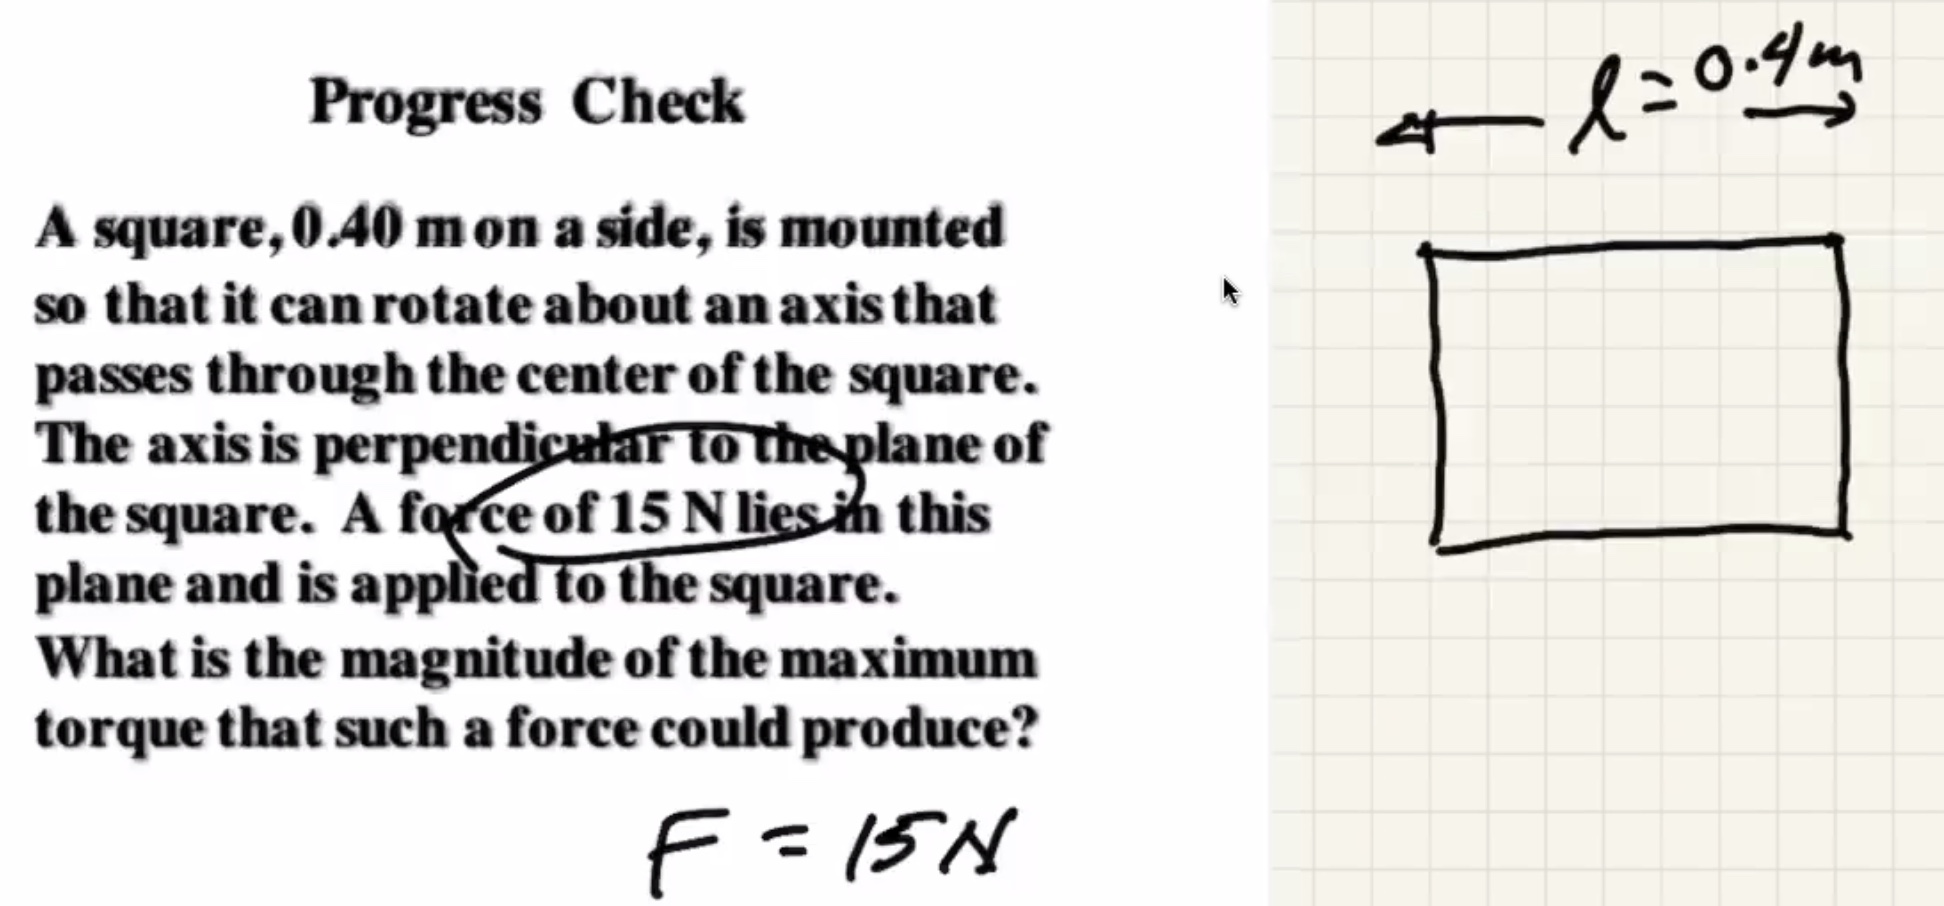 Progress Check
l = 0.4m
A square, 0.40 m on a side, is mounted
so that it can rotate about an axis that
passes through the center of the square.
The axis is perpendicular to the plane of
the square. A force of 15 N lies in this
plane and is applied to the square.
What is the magnitude of the maximum
torque that such a force could produce?
F = 15 N